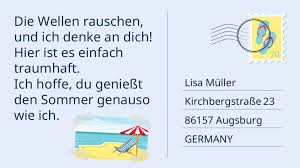 Die Wellen rauschen,
und ich denke an dich!
Hier ist es einfach
traumhaft.
Ich hoffe, du genießt
den Sommer genauso
wie ich.
70
Lisa Müller
Kirchbergstraße 23
86157 Augsburg
GERMANY